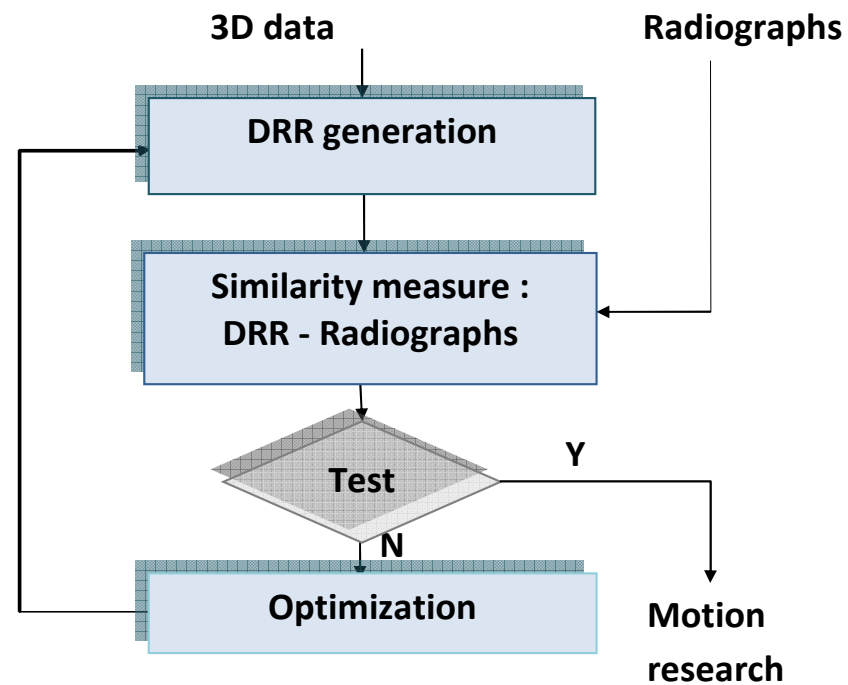 3D data
Radiographs
DRR generation
Similarity measure :
DRR - Radiographs
Test
Y
N
Optimization
Motion
research